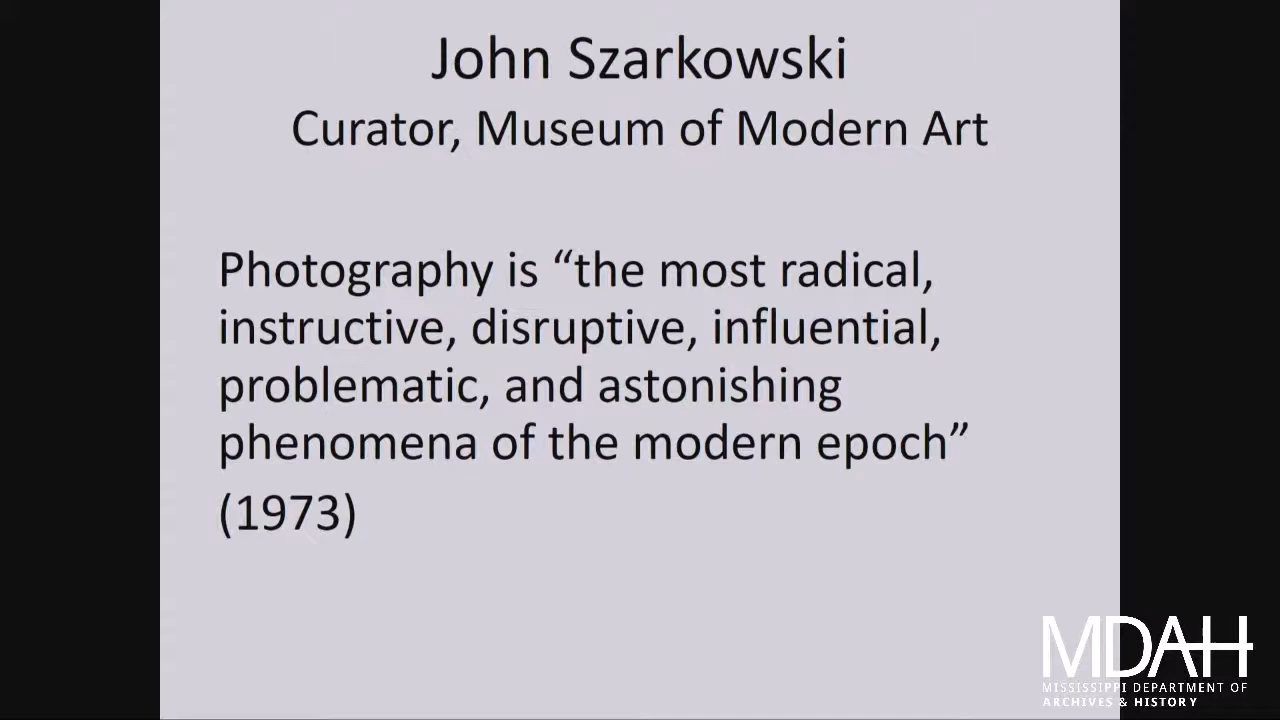 John Szarkowski
Curator, Museum of Modern Art
Photography is “the most radical,
instructive, disruptive, influential,
problematic, and astonishing
phenomena of the modern epoch”
(1973)
MDAH
MISSISSIPPI DEPARTMENT OF
ARCHIVES & HISTORY